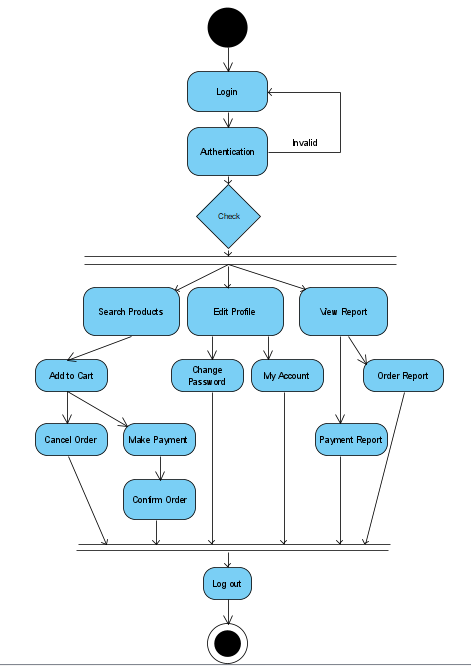 Login
Authentication
Invalid
Check
Search Products
Edit Profile
View Report
Add to Cart
Change
Password
My Account
Order Report
Cancel Order
Make Payment
Payment Report
Confirm Order
Log out